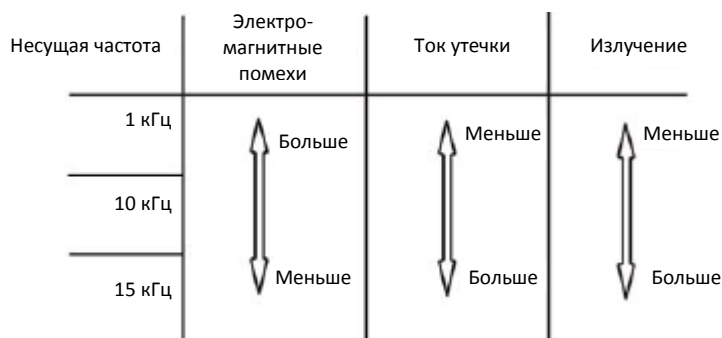 Несущая частота
Электро-
магнитные
помехи
Ток утечки
Излучение
1 кГц
Больше
Меньше
Меньше
10 кГц
15 кГц
Меньше
Больше
Больше